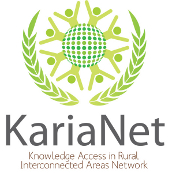 KariaNet
Knowledge Access in Rural
Interconnected Areas Network